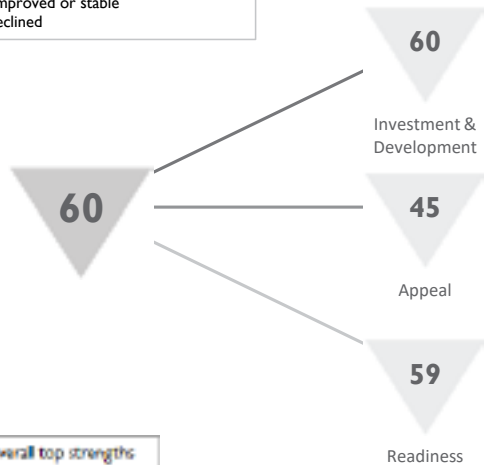 mproved or stable
eclined
60
Investment &
Development
60
45
Appeal
59
Readiness
verall top strengths